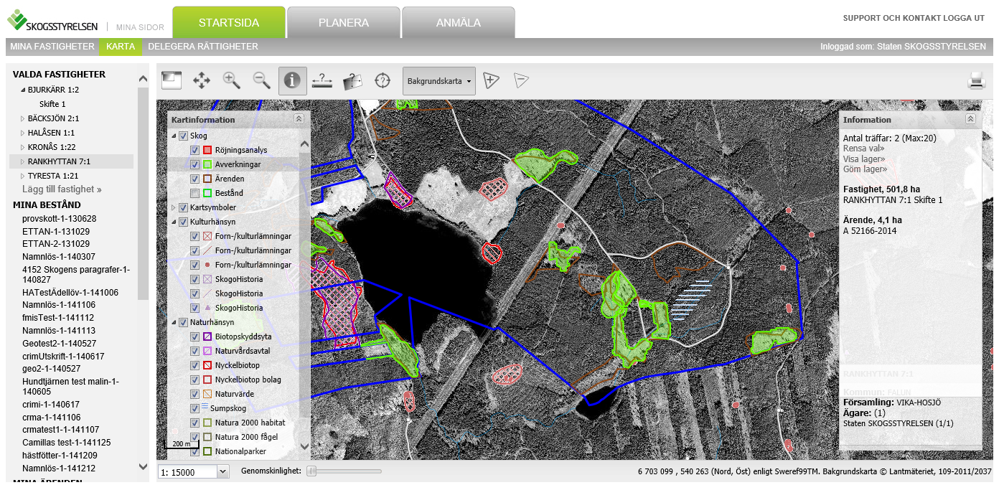 SKOGSSTYRELSEN
MINA SIDOR
STARTSIDA
PLANERA
ANMÄLA
SUPPORT OCH KONTAKT LOGGA UT
MINA FASTIGHETER
KARTA
DELEGERA RÄTTIGHETER
Inloggad som: Staten SKOGSSTYRELSEN
VALDA FASTIGHETER
BJURKÄRR 1:2
Skifte 1
BÄCKSJÖN 2:1
HALÅSEN 1:1
KRONÅS 1:22
RANKHYTTAN 7:1
TYRESTA 1:21
Lägg till fastighet »
MINA BESTÅND
provskott-1-130628
ETTAN-1-131029
ETTAN-2-131029
Namnlös-1-140307
4152 Skogens paragrafer-1-
140827
HATestÄdellöv-1-141006
Namnlös-1-141106
fmisTest-1-141112
Namnlös-1-141113
Geotest2-1-140527
crimUtskrift-1-140617
geo2-1-140527
Hundtjärnen test malin-1-
140605
crimi-1-140617
crma-1-141106
crmatest1-1-141107
Camillas test-1-141125
hästfötter-1-141209
Namnlös-1-141212
MINA ÄRENDEN
Bakgrundskarta
Kartinformation
Skog
Röjningsanalys
Avverkningar
Ärenden
Bestånd
Kartsymboler
Kulturhänsyn
Forn-/kulturlämningar
Forn-/kulturlämningar
Forn-/kulturlämningar
SkogoHistoria
SkogoHistoria
SkogoHistoria
Naturhänsyn
Biotopskyddsyta
Naturvårdsavtal
Nyckelbiotop
Nyckelbiotop bolag
Naturvärde
Sumpskog
Natura 2000 habitat
Natura 2000 fågel
Nationalparker
200 m
Information
Antal träffar: 2 (Max:20)
Rensa val»
Visa lager»
Göm lager»
Fastighet, 501,8 ha
RANKHYTTAN 7:1 Skifte 1
Ärende, 4,1 ha
A 52166-2014
RANKHYTTAN 7:1
Kommun: FALUN
Församling: VIKA-HOSJÖ
Ägare: (1)
Staten SKOGSSTYRELSEN (1/1)
1: 15000
Genomskinlighet:
6 703 099 , 540 263 (Nord, Öst) enligt Sweref99TM. Bakgrundskarta © Lantmäteriet, 109-2011/2037